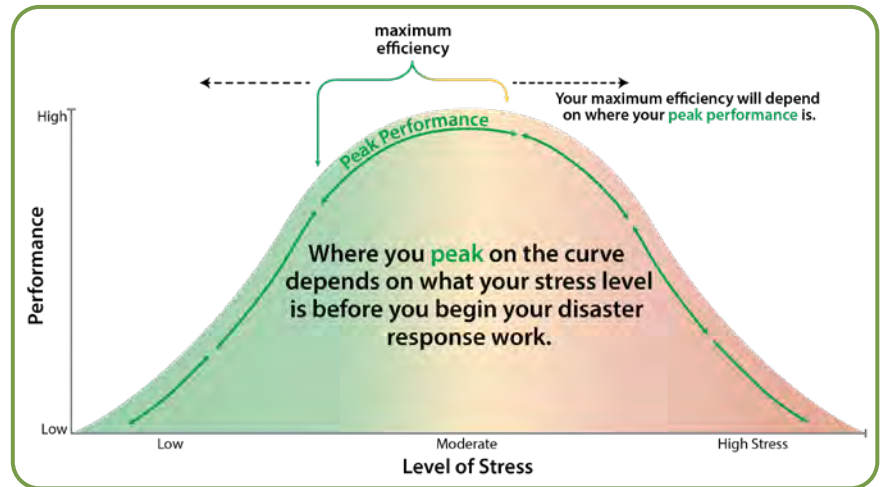 maximum
efficiency
Your maximum efficiency will depend
on where your peak performance is.
High
Peak Performance
Performance
Where you peak on the curve
depends on what your stress level
is before you begin your disaster
response work.
Low
Low
Moderate
High Stress
Level of Stress